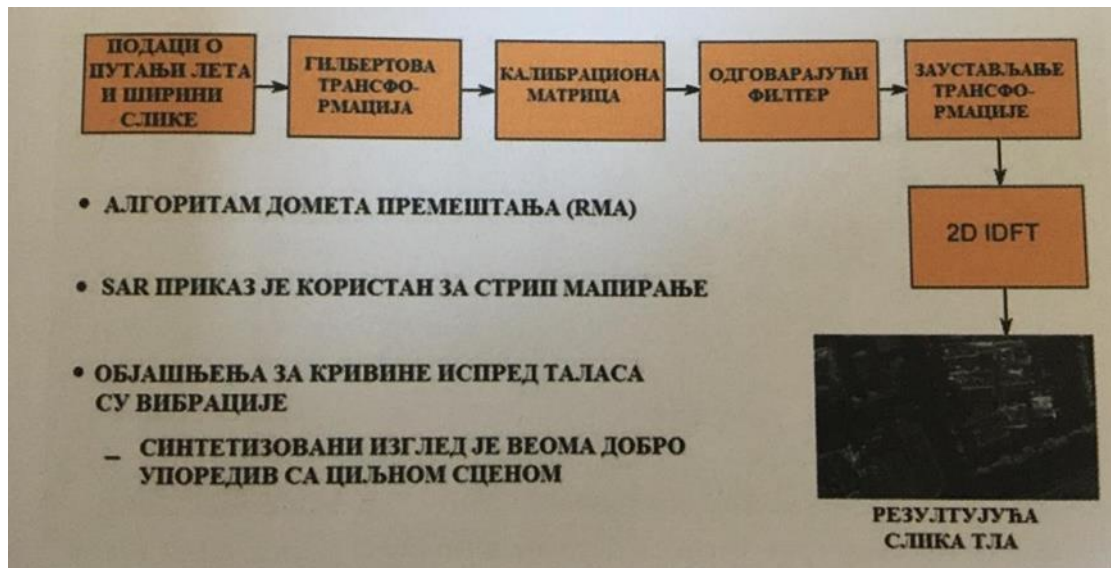 ПОДАЦИ О
ПУТАЊИ ЛЕТА
И ШИРИНИ
СЛИКЕ
ГИЛБЕРТОВА
ТРАНСФО-
РМАЦИЈА
КАЛИБРАЦИОНА
МАТРИЦА
ОДГОВАРАЈУЋИ
ФИЛТЕР
ЗАУСТАВЉАЊЕ
ТРАНСФО-
РМАЦИЈЕ
2D IDFT
• АЛГОРИТАМ ДОМЕТА ПРЕМЕШТАЊА (RMA)
• SAR ПРИКАЗ ЈЕ КОРИСТАН ЗА СТРИП МАПИРАЊЕ
• ОБЈАШЊЕЊА ЗА КРИВИНЕ ИСПРЕД ТАЛАСА
СУ ВИБРАЦИЈЕ
– СИНТЕТИЗОВАНИ ИЗГЛЕД ЈЕ ВЕОМА ДОБРО
УПОРЕДИВ СА ЦИЉНОМ СЦЕНОМ
РЕЗУЛТУЈУЋА
СЛИКА ТЛА